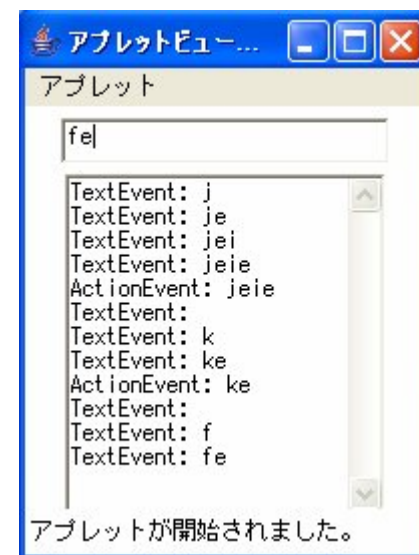 アプレットビュー...
アプレット
fe
TextEvent: j
TextEvent: je
TextEvent: jei
TextEvent: jeie
ActionEvent: jeie
TextEvent:
TextEvent: k
TextEvent: ke
ActionEvent: ke
TextEvent:
TextEvent: f
TextEvent: fe
アプレットが開始されました。